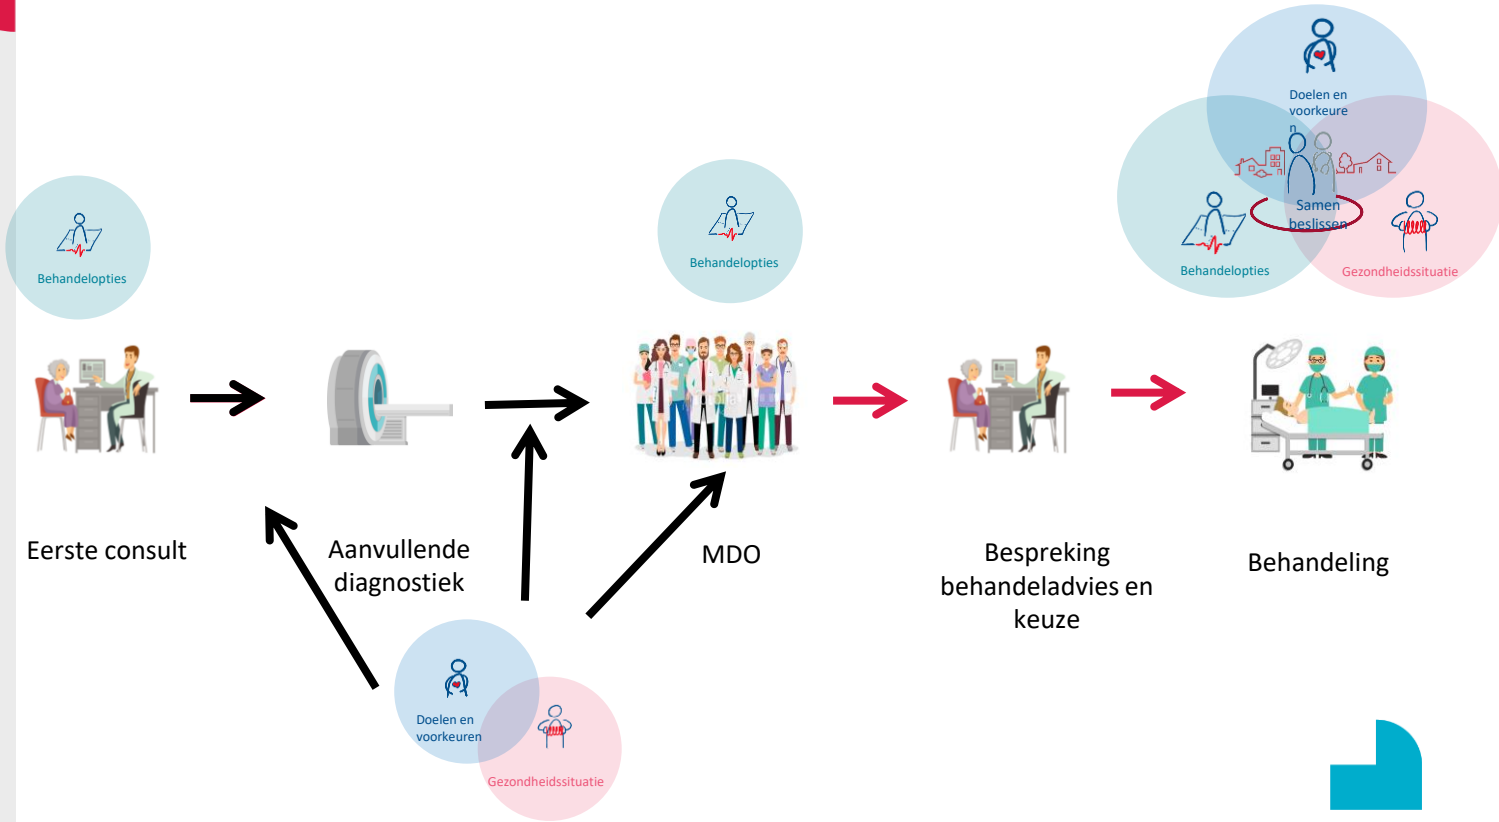 Doelen en
voorkeure
n
Samen
beslissen
Behandelopties
Gezondheidssituatie
Behandelopties
Behandelopties
Eerste consult
Aanvullende
diagnostiek
MDO
Bespreking
behandeladvies en
keuze
Behandeling
Doelen en
voorkeuren
Gezondheidssituatie